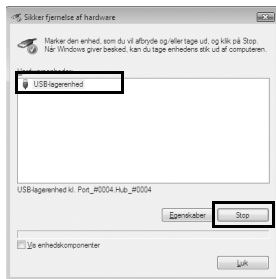 Sikker fjernelse af hardware
Marker den enhed, som du vil afbryde og/eller tage ud, og klik på Stop.
Når Windows giver besked, kan du tage enhedens stik ud af computeren.
Hardwareenheder:
USB-lagerenhed
USB-lagerenhed kl. Port_#0004.Hub_#0004
Egenskaber
Stop
Vis enhedskomponenter
Luk